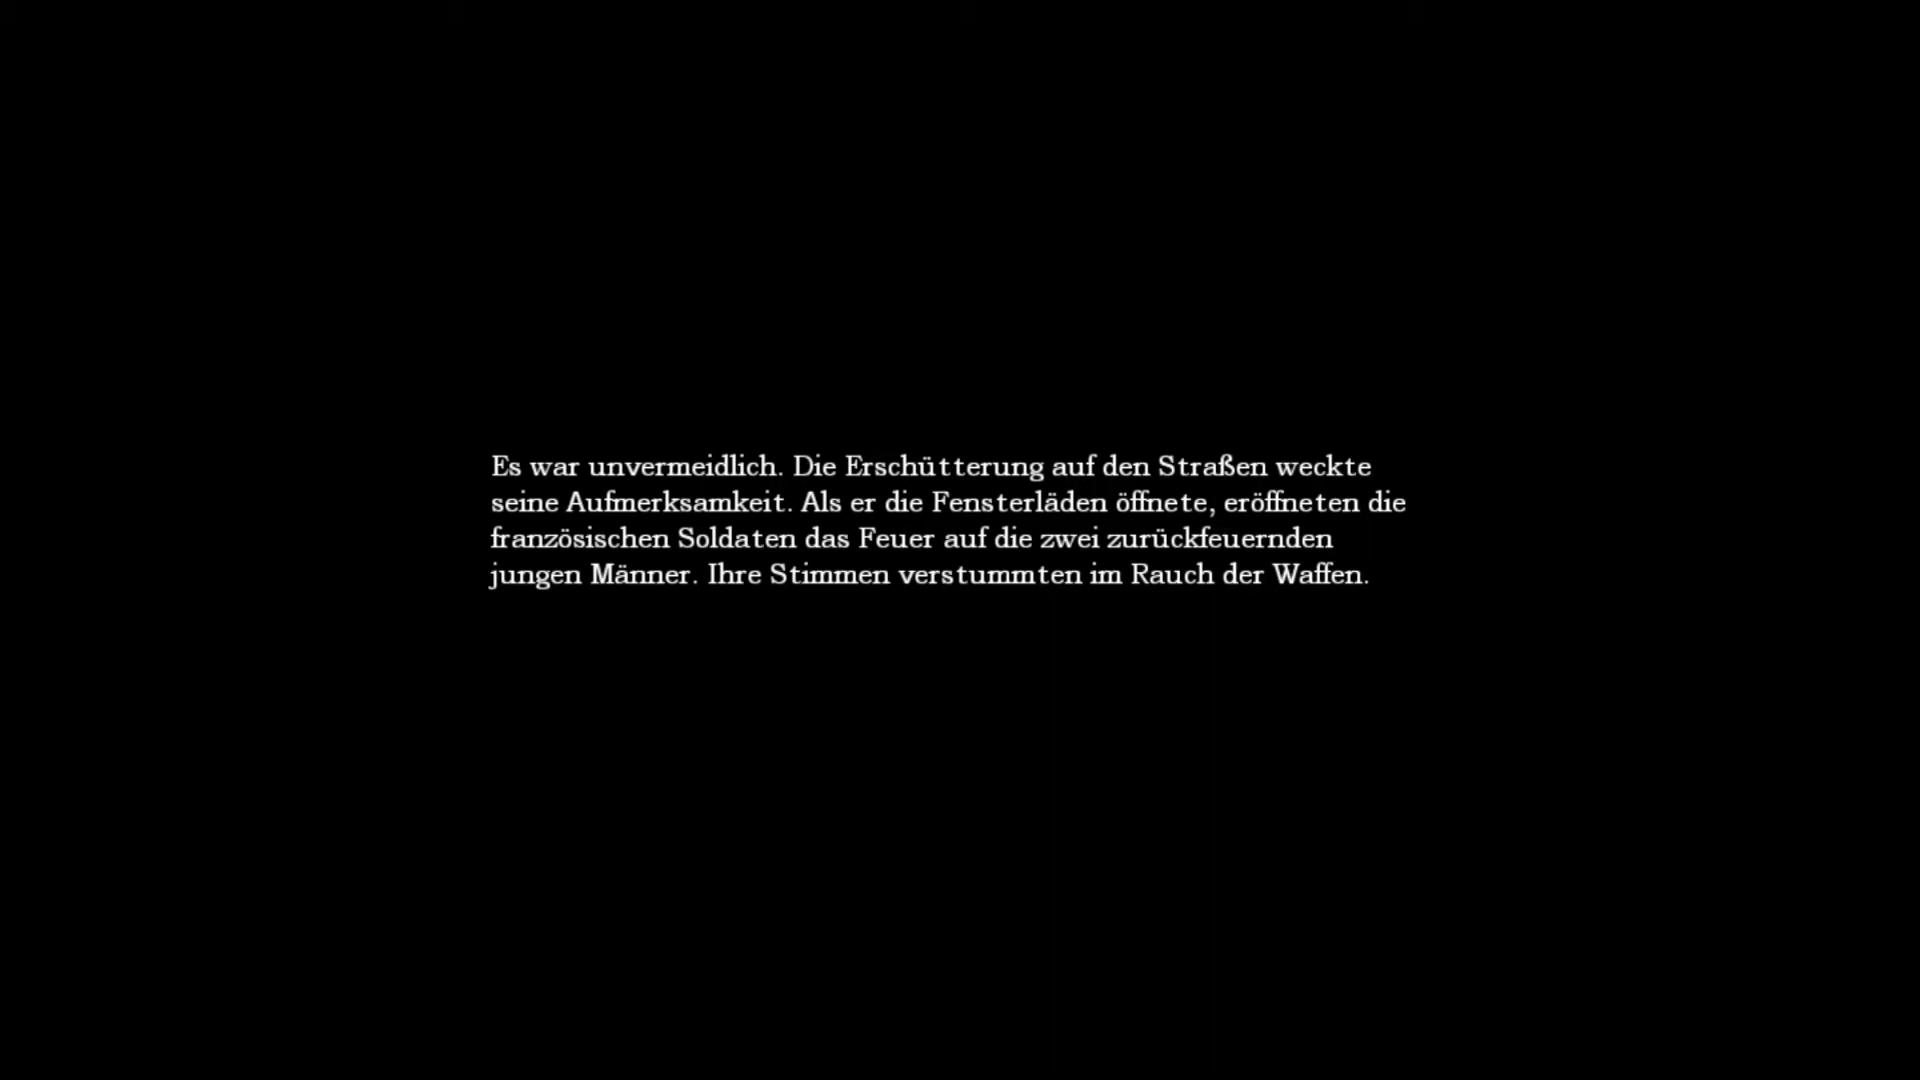 Es war unvermeidlich. Die Erschütterung auf den Straßen weckte
seine Aufmerksamkeit. Als er die Fensterläden öffnete, eröffneten die
französischen Soldaten das Feuer auf die zwei zurückfeuernden
jungen Männer. Ihre Stimmen verstummten im Rauch der Waffen.